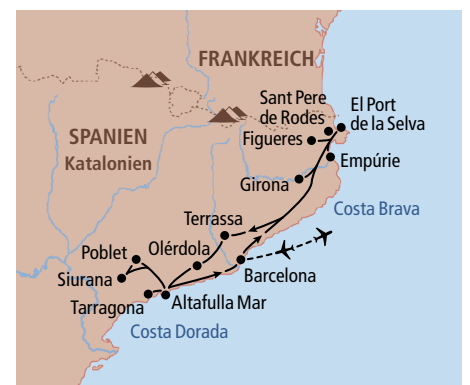 FRANKREICH
Sant Pere
de Rodes
El Port
de la Selva
SPANIEN
Katalonien
Figueres
Empúrie
Girona
Terrassa
Costa Brava
Poblet
Olérdola
Siurana
Barcelona
Tarragona
Altafulla Mar
Costa Dorada